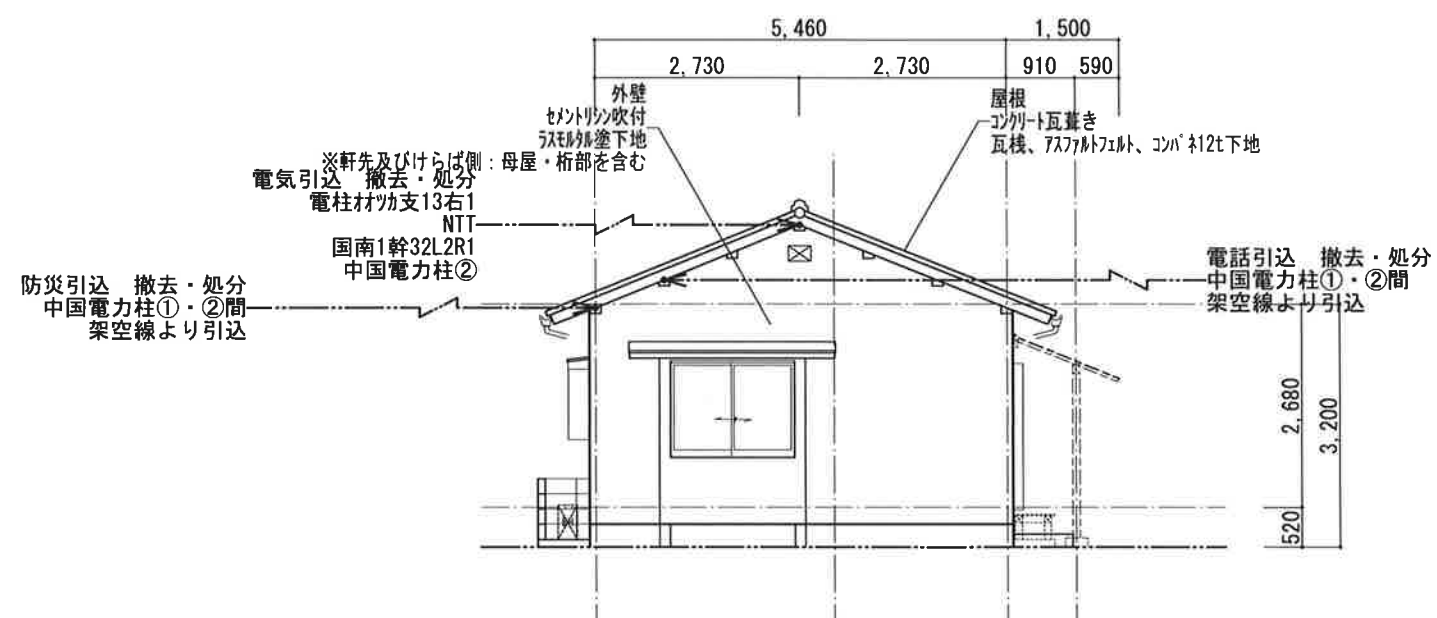 5,460
1,500
2,730
2,730
910
590
外壁
セメントリシン吹付
ラスモルタル塗下地
※軒先及びけらば側：母屋・桁部を含む
屋根
コンクリート瓦葺き
瓦桟、アスファルトフェルト、コンパネ12t下地
電気引込　撤去・処分
電柱オオツカ支13右1
NTT
国南1幹32L2R1
中国電力柱②
防災引込　撤去・処分
中国電力柱①・②間
架空線より引込
電話引込　撤去・処分
中国電力柱①・②間
架空線より引込
2,680
3,200
520